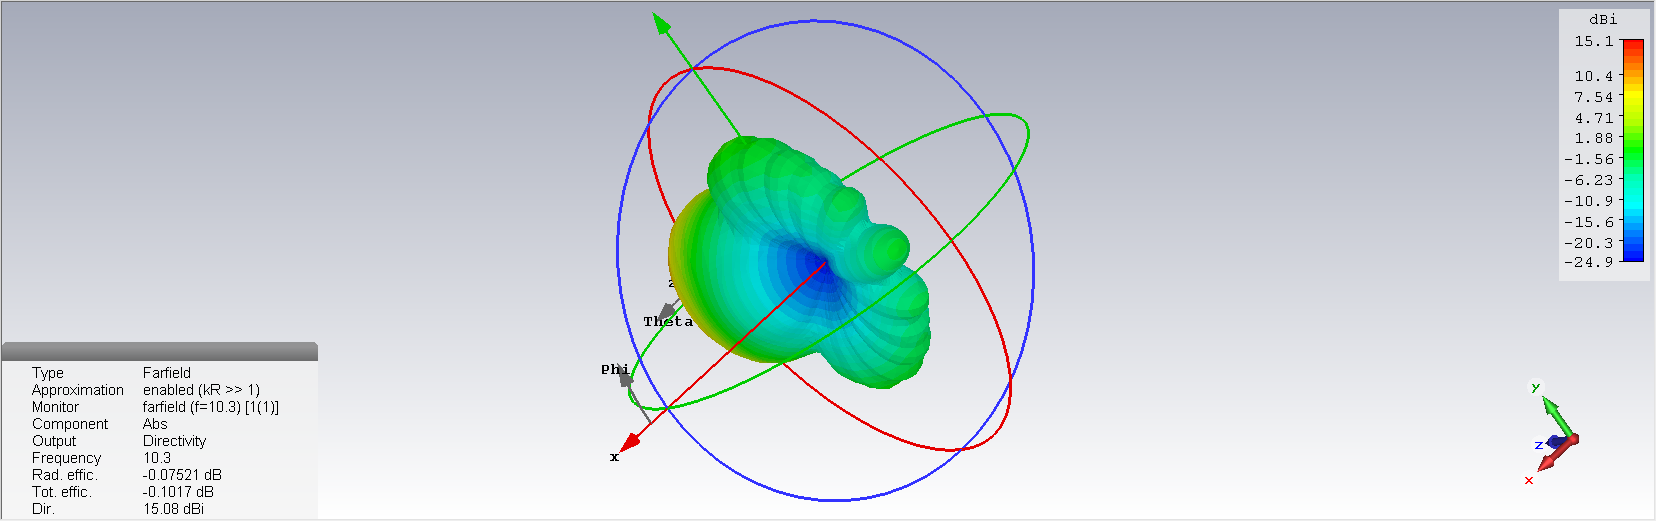 dBi
15.1
10.4
7.54
4.71
1.88
-1.56
-6.23
-10.9
-15.6
-20.3
-24.9
z
Theta
Phi
x
Type Farfield
Approximation enabled (kR >> 1)
Monitor farfield (f=10.3) [1(1)]
Component Abs
Output Directivity
Frequency 10.3
Rad. effic. -0.07521 dB
Tot. effic. -0.1017 dB
Dir. 15.08 dBi
y
z
x